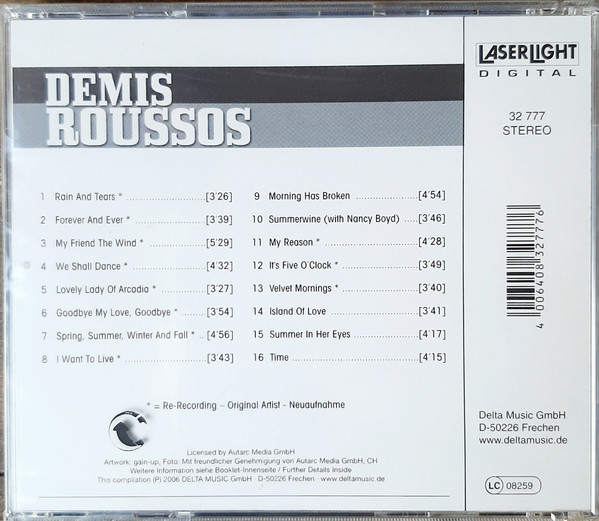 DEMIS
ROUSSOS
1 Rain And Tears * [3'26]
2 Forever And Ever * [3'39]
3 My Friend The Wind * [5'29]
4 We Shall Dance * [4'32]
5 Lovely Lady Of Arcadia * [3'27]
6 Goodbye My Love, Goodbye * [3'54]
7 Spring, Summer, Winter And Fall * [4'56]
8 I Want To Live * [3'43]
9 Morning Has Broken [4'54]
10 Summerwine (with Nancy Boyd) [3'46]
11 My Reason * [4'28]
12 It's Five O'Clock * [3'49]
13 Velvet Mornings * [3'40]
14 Island Of Love [3'41]
15 Summer In Her Eyes [4'17]
16 Time [4'15]
* = Re-Recording – Original Artist - Neuaufnahme
Licensed by Autarc Media GmbH
Artwork: gain-up, Foto: Mit freundlicher Genehmigung von Autarc Media GmbH, CH
Weitere Information siehe Booklet-Innenseite / Further Details Inside
This compilation (P) 2006 DELTA MUSIC GmbH · D-50226 Frechen · www.deltamusic.de
LASERLIGHT
DIGITAL
32 777
STEREO
4 006408 327776
Delta Music GmbH
D-50226 Frechen
www.deltamusic.de
LC 08259